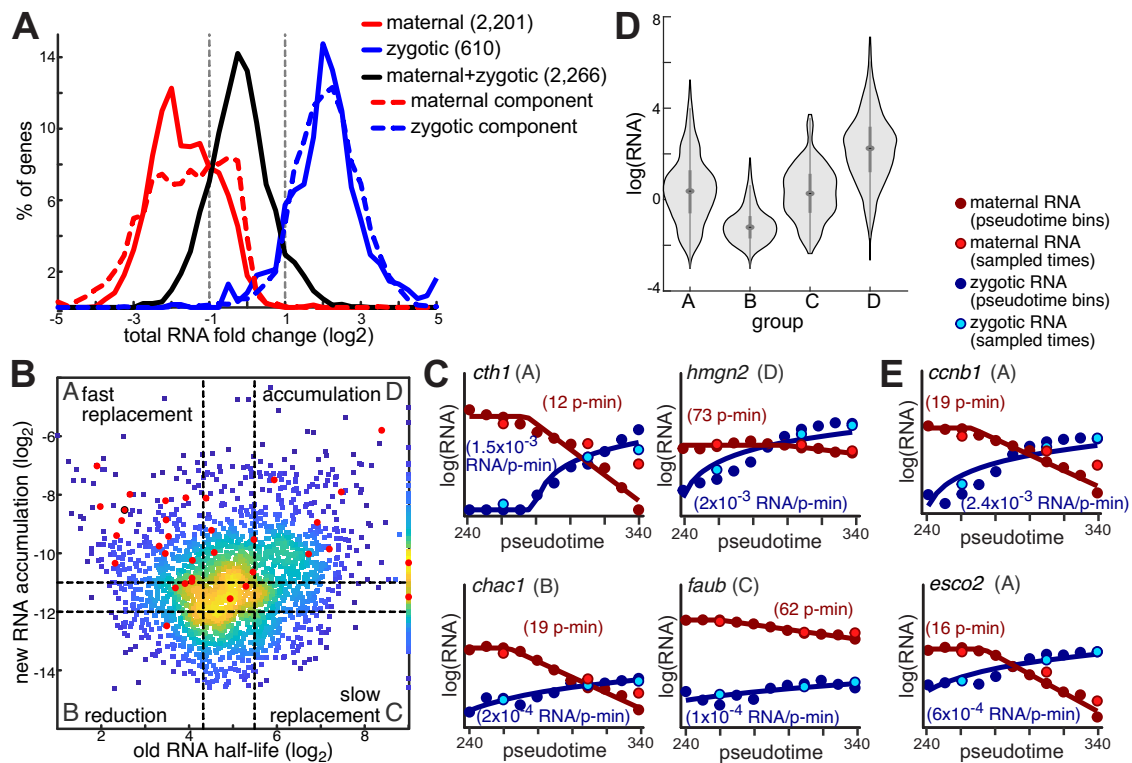 A
maternal (2,201)
zygotic (610)
maternal+zygotic (2,266)
maternal component
zygotic component
% of genes
14
10
6
2
-5
-3
-1
1
3
5
total RNA fold change (log2)
D
log(RNA)
8
4
0
-4
A
B
C
D
group
maternal RNA
(pseudotime bins)
maternal RNA
(sampled times)
zygotic RNA
(pseudotime bins)
zygotic RNA
(sampled times)
B
A
fast
replacement
accumulation
D
new RNA accumulation (log2)
-6
-8
-10
-12
-14
B
reduction
slow
replacement
C
2
4
6
8
old RNA half-life (log2)
C
cth1 (A)
(12 p-min)
(1.5x10-3
RNA/p-min)
log(RNA)
240
340
pseudotime
hmgn2 (D)
(73 p-min)
(2x10-3 RNA/p-min)
log(RNA)
240
340
pseudotime
chac1 (B)
(19 p-min)
(2x10-4 RNA/p-min)
log(RNA)
240
340
pseudotime
faub (C)
(62 p-min)
(1x10-4 RNA/p-min)
log(RNA)
240
340
pseudotime
E
ccnb1 (A)
(19 p-min)
(2.4x10-3 RNA/p-min)
log(RNA)
240
340
pseudotime
esco2 (A)
(16 p-min)
(6x10-4 RNA/p-min)
log(RNA)
240
340
pseudotime